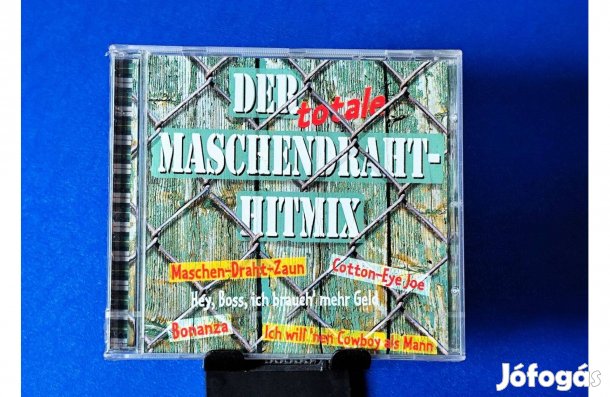 DER totale
MASCHENDRAHT-
HITMIX
Maschen-Draht-Zaun
Cotton-Eye Joe
Hey, Boss, ich brauch' mehr Geld
Bonanza
Ich will 'nen Cowboy als Mann
Jófogás